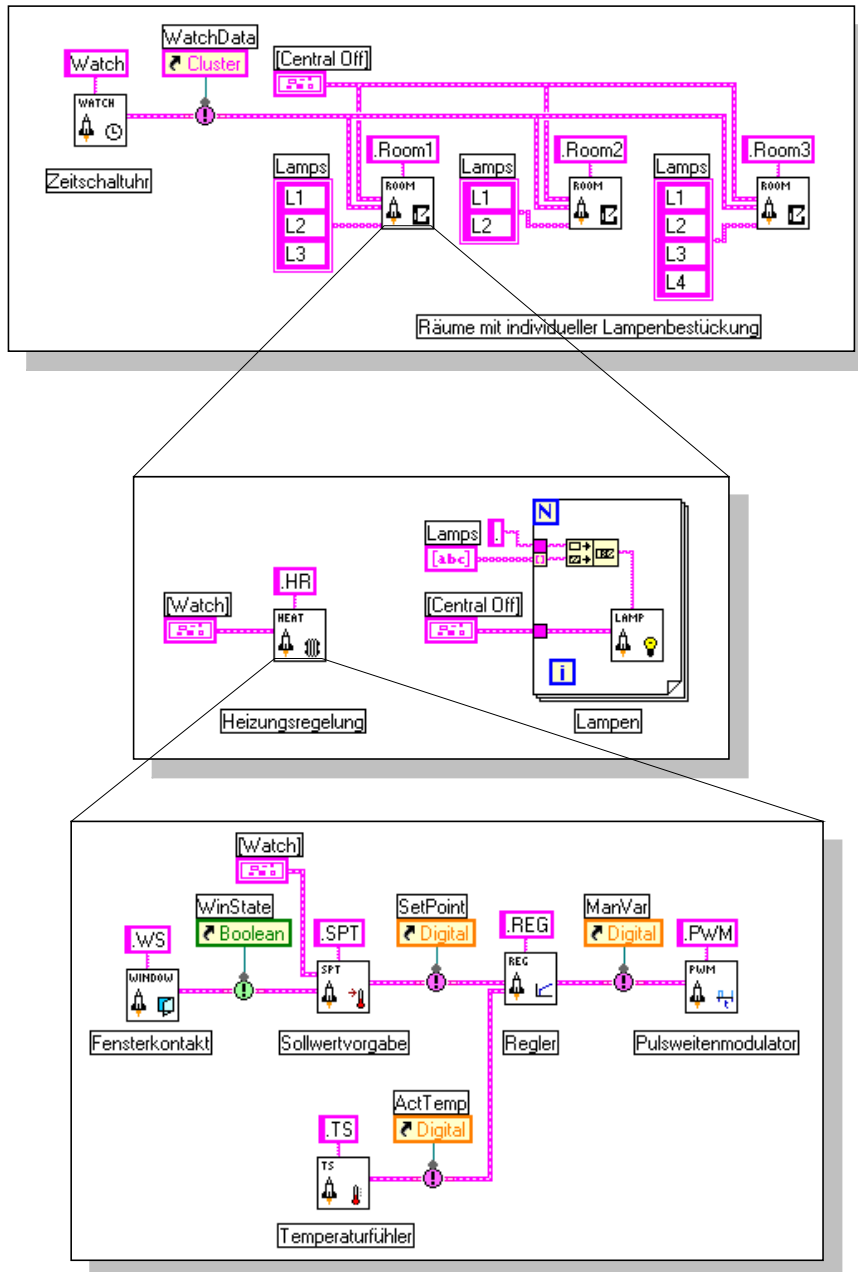 WatchData
Watch
Cluster
[Central Off]
WATCH
Zeitschaltuhr
Lamps
L1
L2
L3
.Room1
ROOM
Lamps
L1
L2
.Room2
ROOM
Lamps
L1
L2
L3
L4
.Room3
ROOM
Räume mit individueller Lampenbestückung
[Watch]
.HR
HEAT
Heizungsregelung
Lamps
.
[abc]
[Central Off]
N
LAMP
i
Lampen
[Watch]
WinState
Boolean
.WS
WINDOW
Fensterkontakt
.SPT
SPT
Sollwertvorgabe
SetPoint
Digital
.REG
REG
Regler
ManVar
Digital
.PWM
PWM
Pulsweitenmodulator
ActTemp
Digital
.TS
TS
Temperaturfühler